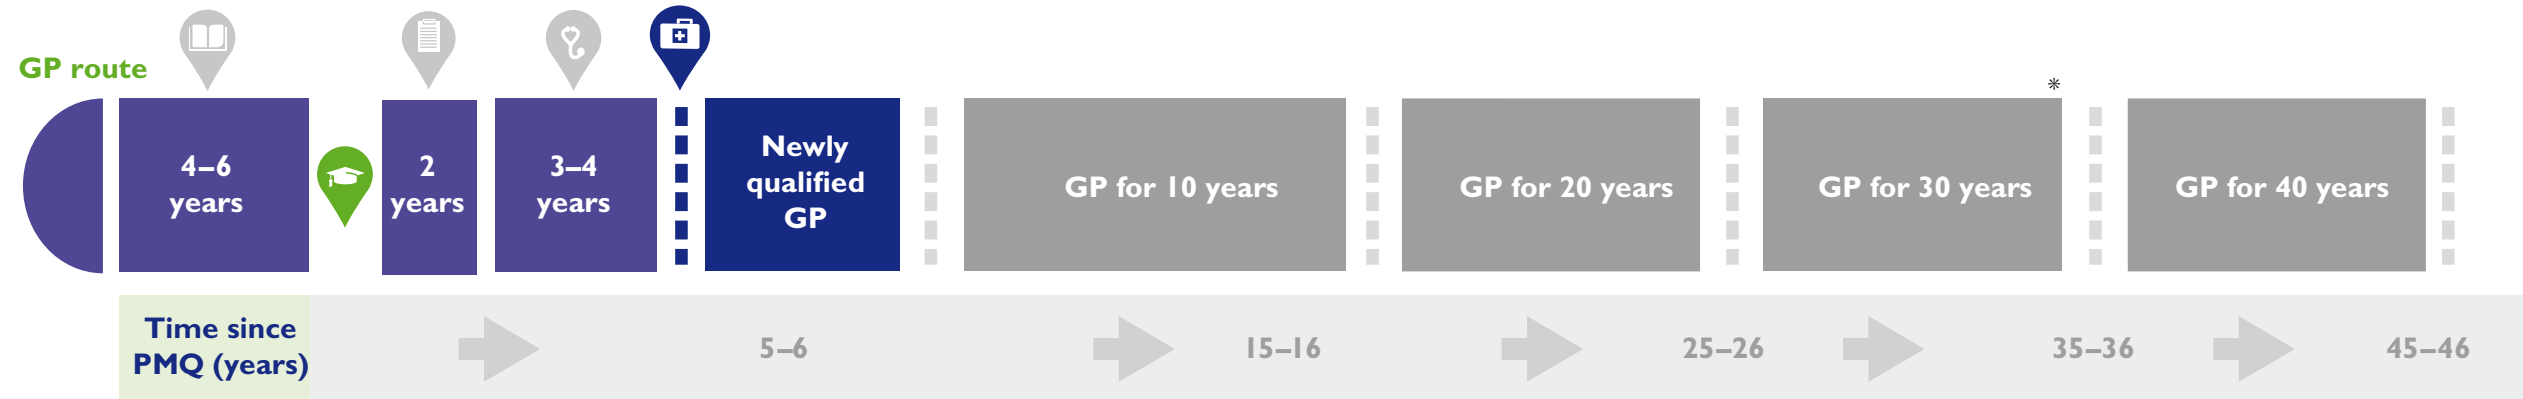 GP route
4–6
years
2
years
3–4
years
Newly
qualified
GP
GP for 10 years
GP for 20 years
GP for 30 years
*
GP for 40 years
Time since
PMQ (years)
5–6
15–16
25–26
35–36
45–46